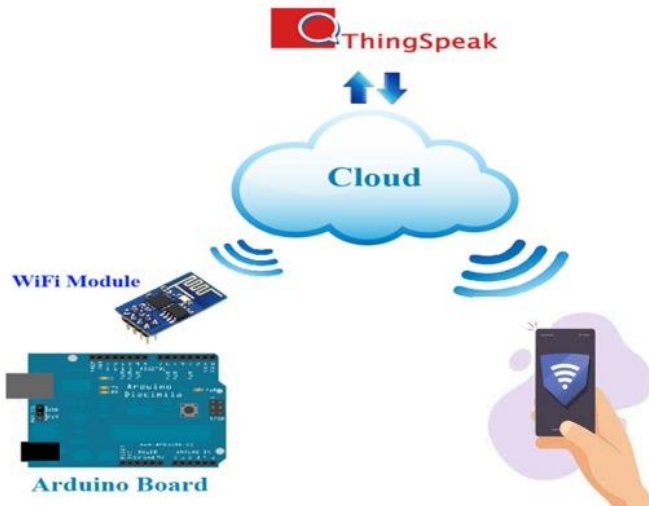 ThingSpeak
Cloud
WiFi Module
Arduino
Diecimila
Arduino Board